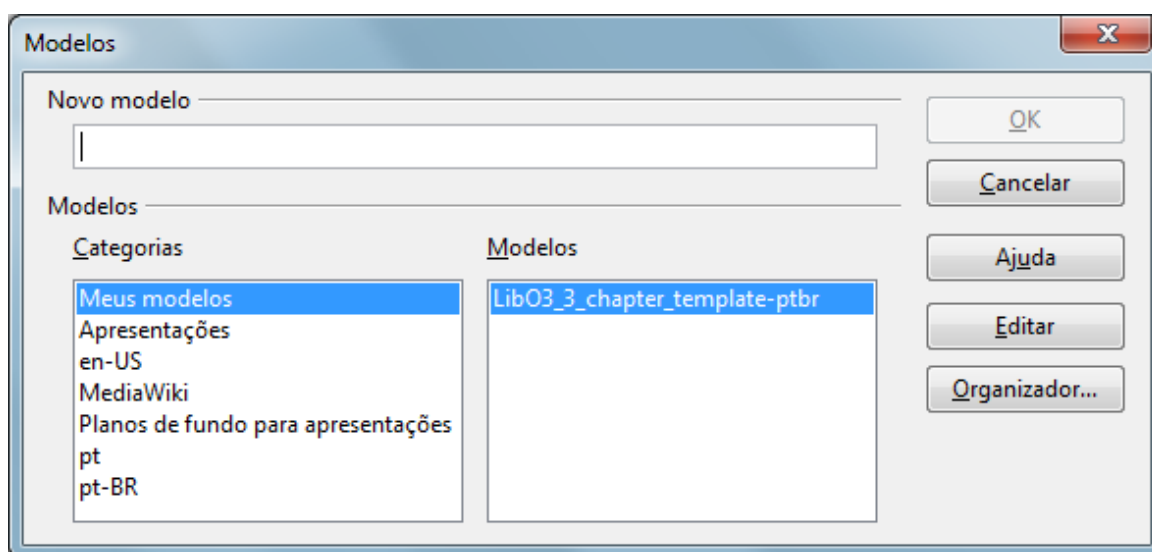 Modelos
Novo modelo
OK
Cancelar
Modelos
Categorias
Modelos
Ajuda
Meus modelos
LibO3_3_chapter_template-ptbr
Apresentações
Editar
en-US
MediaWiki
Organizador...
Planos de fundo para apresentações
pt
pt-BR